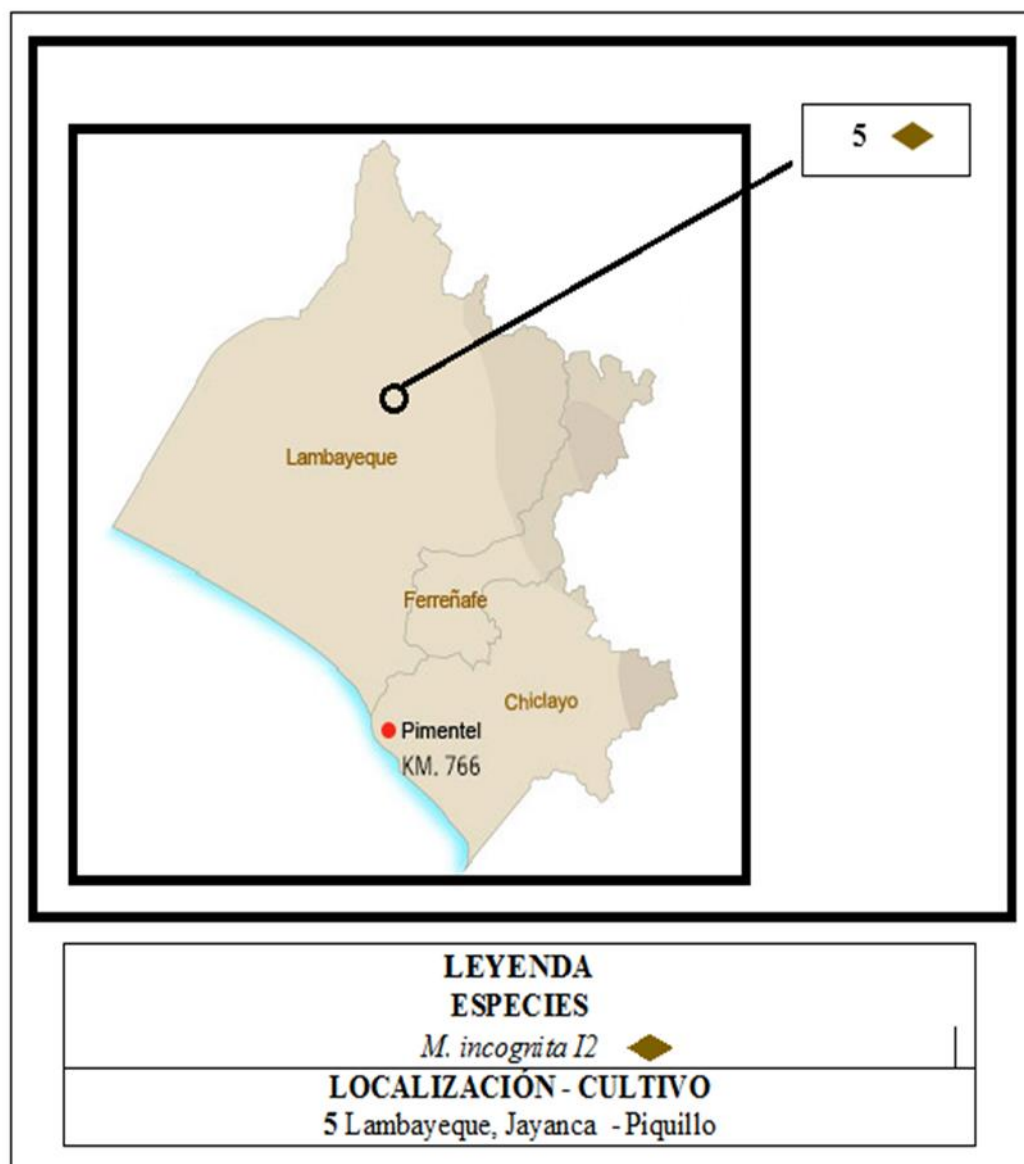 5
Lambayeque
Ferreñafe
Chiclayo
Pimentel
KM. 766
LEYENDA
ESPECIES
M. incognita I2
LOCALIZACIÓN - CULTIVO
5 Lambayeque, Jayanca - Piquillo